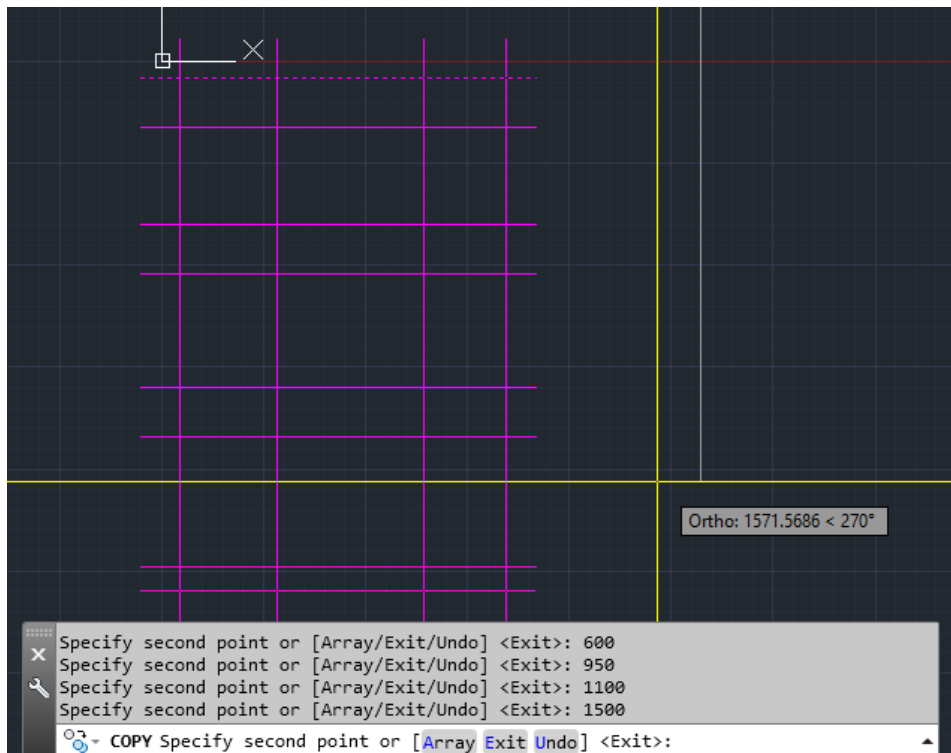 X
Ortho: 1571.5686 < 270°
Specify second point or [Array/Exit/Undo] <Exit>: 600
Specify second point or [Array/Exit/Undo] <Exit>: 950
Specify second point or [Array/Exit/Undo] <Exit>: 1100
Specify second point or [Array/Exit/Undo] <Exit>: 1500
COPY Specify second point or [Array Exit Undo] <Exit>: